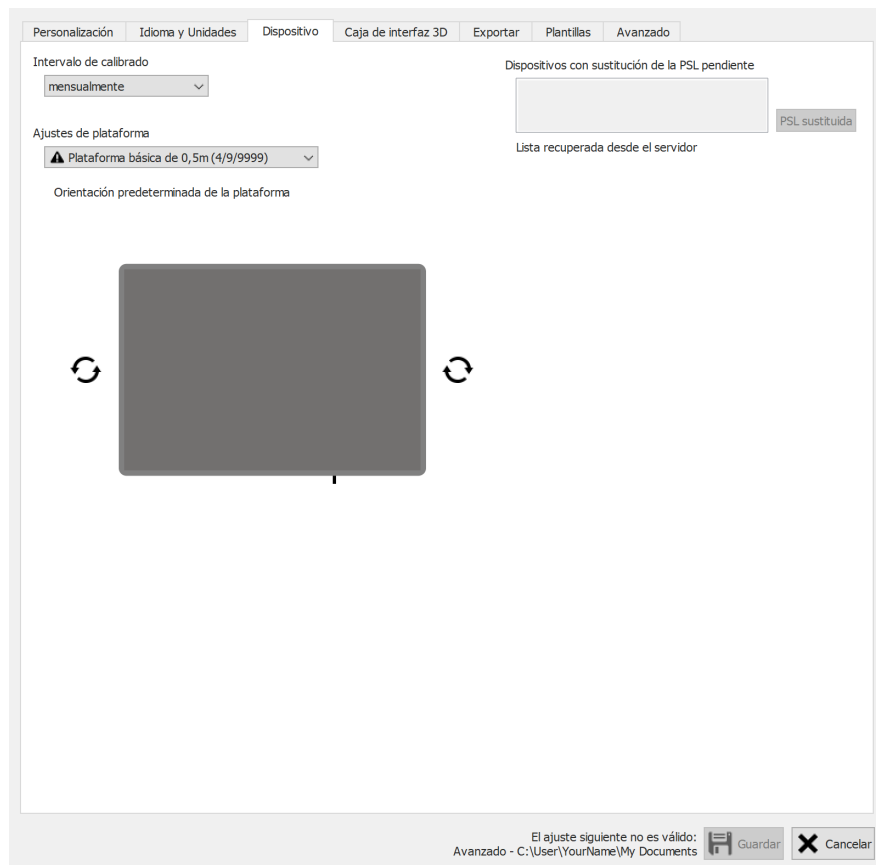 Personalización
Idioma y Unidades
Dispositivo
Caja de interfaz 3D
Exportar
Plantillas
Avanzado
Intervalo de calibrado
mensualmente
Dispositivos con sustitución de la PSL pendiente
PSL sustituida
Lista recuperada desde el servidor
Ajustes de plataforma
Plataforma básica de 0,5m (4/9/9999)
Orientación predeterminada de la plataforma
El ajuste siguiente no es válido:
Avanzado - C:\User\YourName\My Documents
Guardar
Cancelar